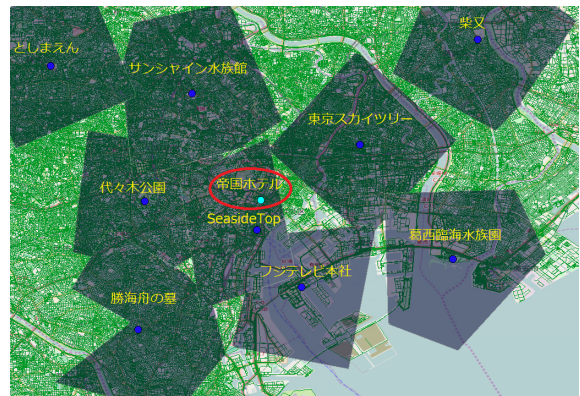 柴又
としまえん
サンシャイン水族館
東京スカイツリー
代々木公園
帝国ホテル
SeasideTop
葛西臨海水族園
フジテレビ本社
勝海舟の墓